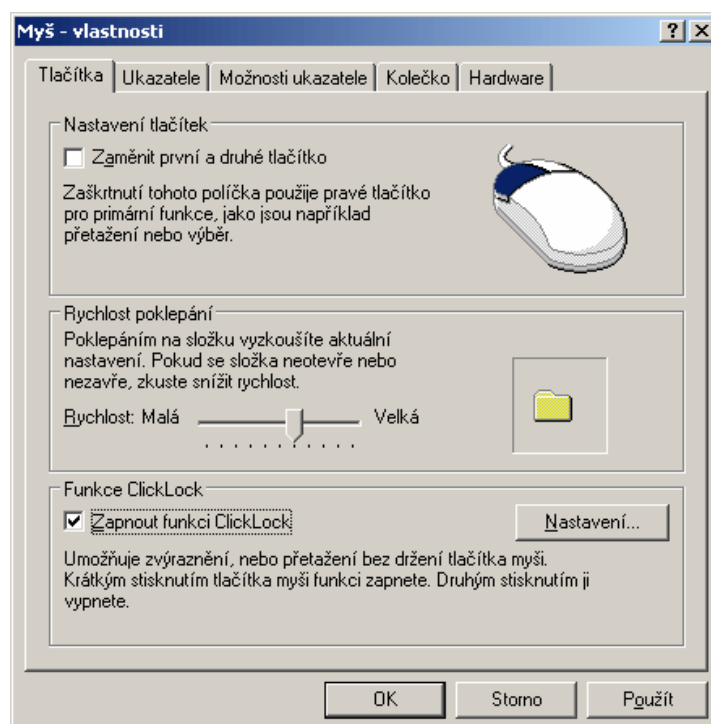 Myš - vlastnosti
Tlačítka Ukazatele Možnosti ukazatele Kolečko Hardware
Nastavení tlačítek
Zaměnit první a druhé tlačítko
Zaškrtnutí tohoto políčka použije pravé tlačítko
pro primární funkce, jako jsou například
přetažení nebo výběr.
Rychlost poklepání
Poklepáním na složku vyzkoušíte aktuální
nastavení. Pokud se složka neotevře nebo
nezavře, zkuste snížit rychlost.
Rychlost: Malá Velká
Funkce ClickLock
Zapnout funkci ClickLock Nastavení...
Umožňuje zvýraznění, nebo přetažení bez držení tlačítka myši.
Krátkým stisknutím tlačítka myši funkci zapnete. Druhým stisknutím ji
vypnete.
OK Storno Použít